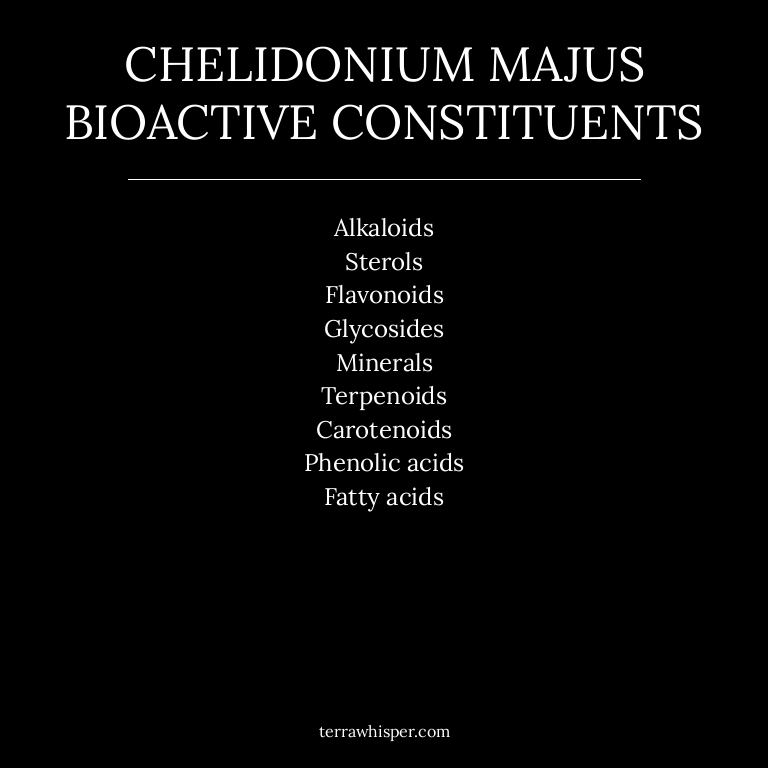 CHELIDONIUM MAJUS
BIOACTIVE CONSTITUENTS
Alkaloids
Sterols
Flavonoids
Glycosides
Minerals
Terpenoids
Carotenoids
Phenolic acids
Fatty acids
terrawhisper.com